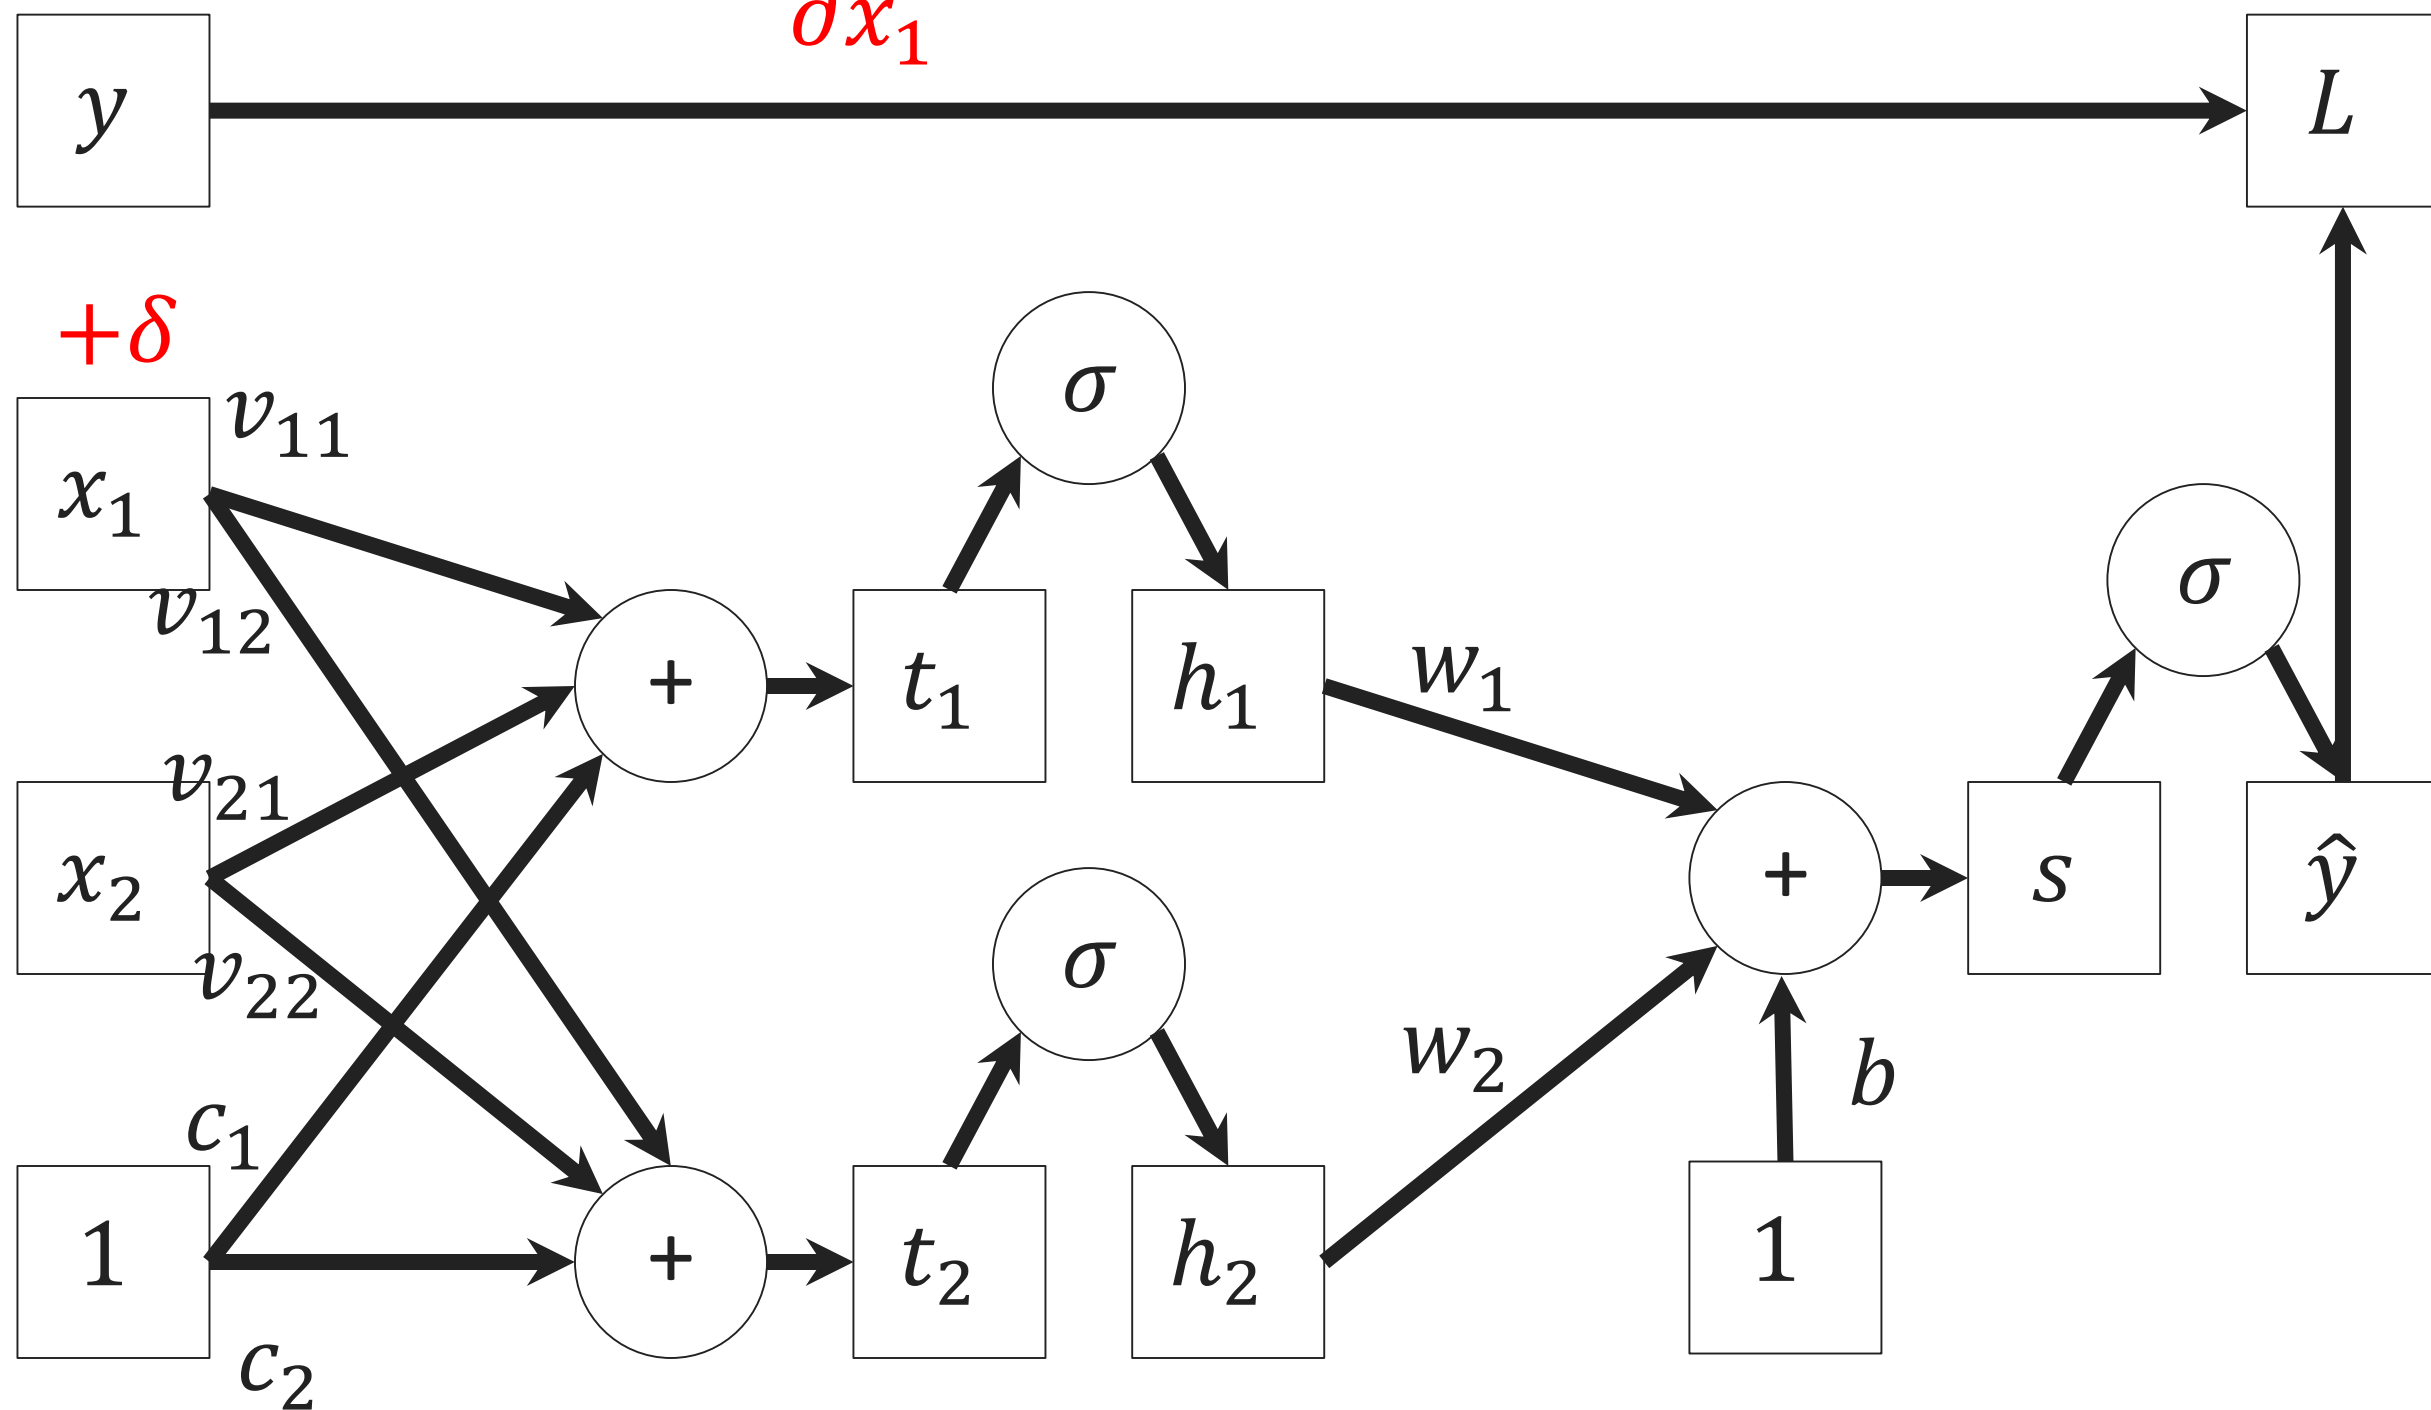 ∂x₁
y
L
+δ
x₁
v₁₁
v₁₂
σ
σ
+
t₁
h₁
w₁
x₂
v₂₁
v₂₂
σ
+
s
ŷ
w₂
b
1
c₁
c₂
+
t₂
h₂
1